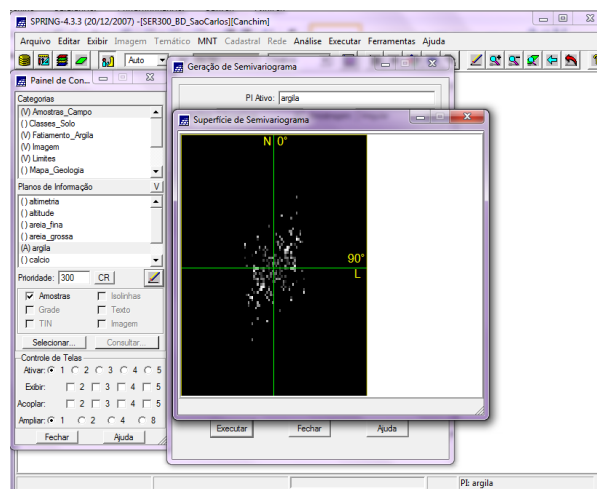 SPRING-4.3.3 (20/12/2007) -[SER300_BD_SaoCarlos][Canchim]
Arquivo Editar Exibir Imagem Temático MNT Cadastral Rede Análise Executar Ferramentas Ajuda
Auto
Painel de Con...
Categorias
(V) Amostras_Campo
( ) Classes_Solo
(V) Fatiamento_Argila
(V) Imagem
(V) Limites
( ) Mapa_Geologia
Planos de Informação V
( ) altimetria
( ) altitude
( ) areia_fina
( ) areia_grossa
(A) argila
( ) calcio
Prioridade: 300 CR
Amostras Isolinhas
Grade Texto
TIN Imagem
Selecionar... Consultar...
Controle de Telas
Ativar: 1 2 3 4 5
Exibir: 2 3 4 5
Acoplar: 2 3 4 5
Ampliar: 1 2 4 8
Fechar Ajuda
Geração de Semivariograma
PI Ativo: argila
Superfície de Semivariograma
N 0°
90°
L
Executar Fechar Ajuda
PI: argila